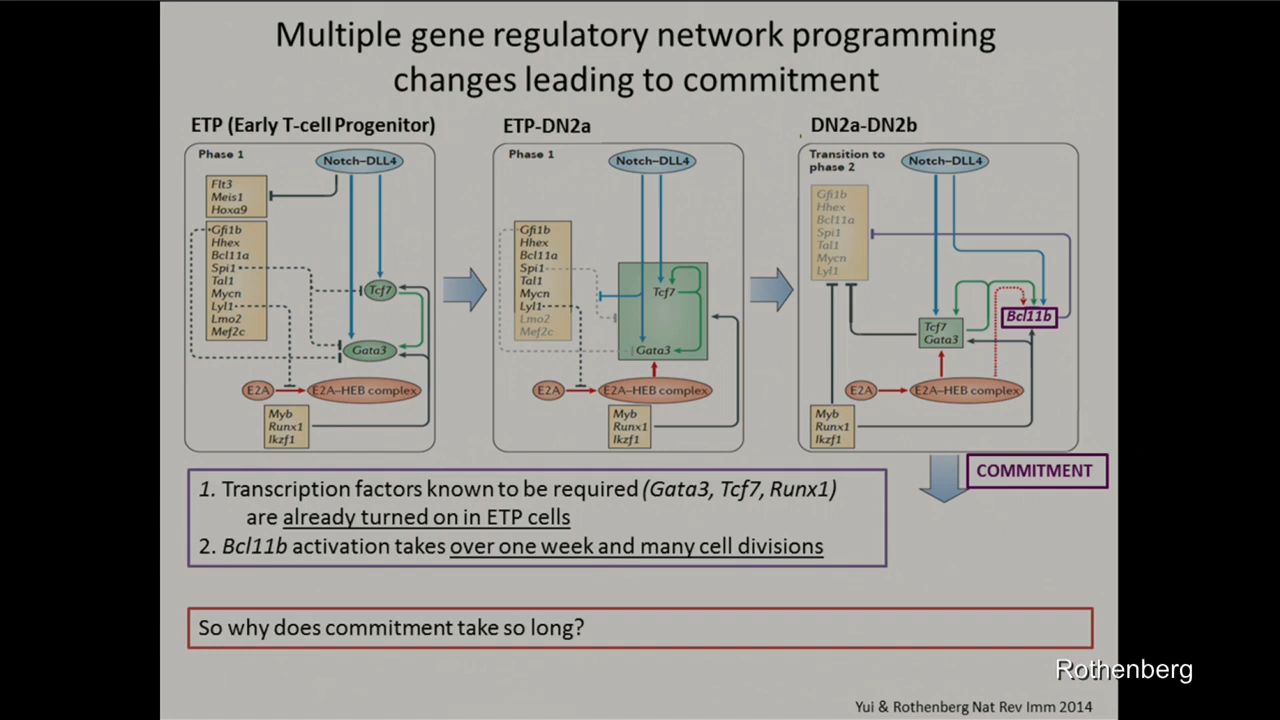 Multiple gene regulatory network programming
changes leading to commitment
ETP (Early T-cell Progenitor)
Phase 1
Notch–DLL4
Flt3
Meis1
Hoxa9
Gfi1b
Hhex
Bcl11a
Spi1
Tal1
Mycn
Lyl1
Lmo2
Mef2c
Tcf7
Gata3
E2A
E2A–HEB complex
Myb
Runx1
Ikzf1
ETP-DN2a
Phase 1
Notch–DLL4
Gfi1b
Hhex
Bcl11a
Spi1
Tal1
Mycn
Lyl1
Lmo2
Mef2c
Tcf7
Gata3
E2A
E2A–HEB complex
Myb
Runx1
Ikzf1
DN2a-DN2b
Transition to
phase 2
Notch–DLL4
Gfi1b
Hhex
Bcl11a
Spi1
Tal1
Mycn
Lyl1
Bcl11b
Tcf7
Gata3
E2A
E2A–HEB complex
Myb
Runx1
Ikzf1
COMMITMENT
1. Transcription factors known to be required (Gata3, Tcf7, Runx1)
are already turned on in ETP cells
2. Bcl11b activation takes over one week and many cell divisions
So why does commitment take so long?
Rothenberg
Yui & Rothenberg Nat Rev Imm 2014